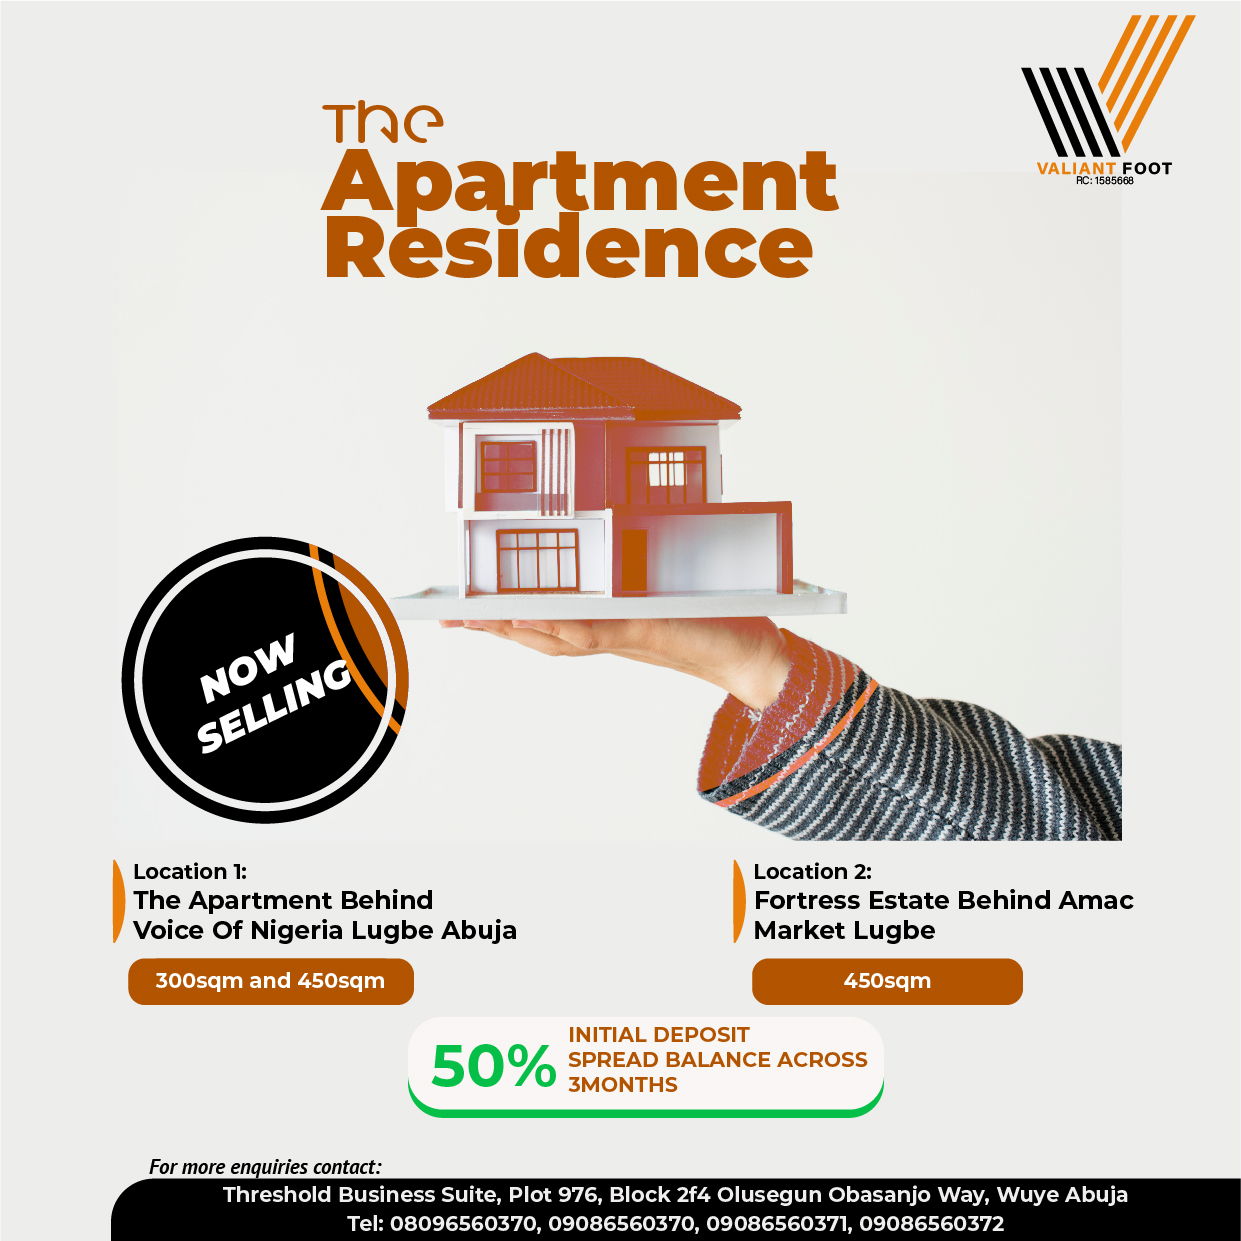 VALIANT FOOT
RC: 1585668
The
Apartment
Residence
NOW
SELLING
Location 1:
The Apartment Behind
Voice Of Nigeria Lugbe Abuja
300sqm and 450sqm
Location 2:
Fortress Estate Behind Amac
Market Lugbe
450sqm
50%
INITIAL DEPOSIT
SPREAD BALANCE ACROSS
3MONTHS
For more enquiries contact:
Threshold Business Suite, Plot 976, Block 2f4 Olusegun Obasanjo Way, Wuye Abuja
Tel: 08096560370, 09086560370, 09086560371, 09086560372